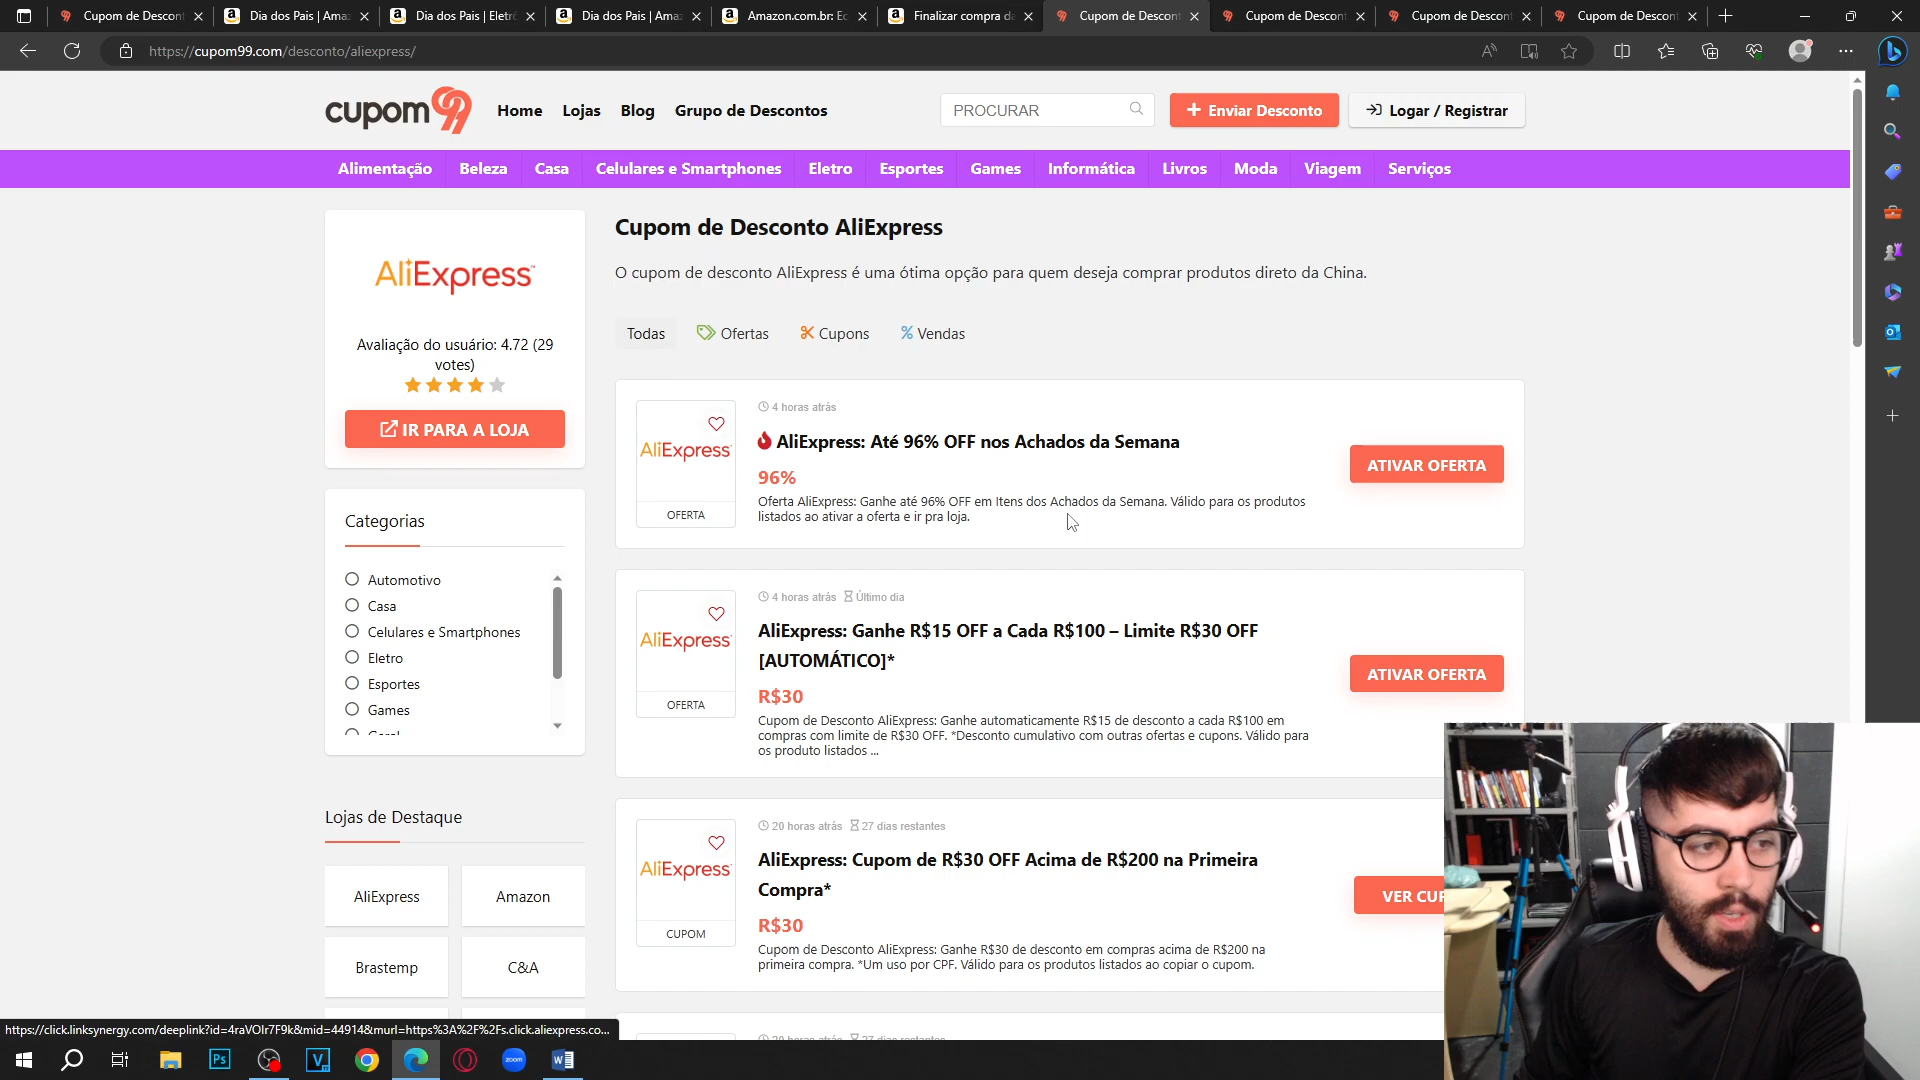 Cupom de Descont
Dia dos Pais | Ama
Dia dos Pais | Eletr
Dia dos Pais | Ama
Amazon.com.br: Ec
Finalizar compra d
Cupom de Descont
Cupom de Descont
Cupom de Descont
Cupom de Descont
https://cupom99.com/desconto/aliexpress/
cupom99
Home
Lojas
Blog
Grupo de Descontos
PROCURAR
Enviar Desconto
Logar / Registrar
Alimentação
Beleza
Casa
Celulares e Smartphones
Eletro
Esportes
Games
Informática
Livros
Moda
Viagem
Serviços
AliExpress
Avaliação do usuário: 4.72 (29
votes)
IR PARA A LOJA
Categorias
Automotivo
Casa
Celulares e Smartphones
Eletro
Esportes
Games
Lojas de Destaque
AliExpress
Amazon
Brastemp
C&A
Cupom de Desconto AliExpress
O cupom de desconto AliExpress é uma ótima opção para quem deseja comprar produtos direto da China.
Todas
Ofertas
Cupons
Vendas
AliExpress
OFERTA
4 horas atrás
AliExpress: Até 96% OFF nos Achados da Semana
96%
Oferta AliExpress: Ganhe até 96% OFF em Itens dos Achados da Semana. Válido para os produtos
listados ao ativar a oferta e ir pra loja.
ATIVAR OFERTA
AliExpress
OFERTA
4 horas atrás Último dia
AliExpress: Ganhe R$15 OFF a Cada R$100 – Limite R$30 OFF
[AUTOMÁTICO]*
R$30
Cupom de Desconto AliExpress: Ganhe automaticamente R$15 de desconto a cada R$100 em
compras com limite de R$30 OFF. *Desconto cumulativo com outras ofertas e cupons. Válido para
os produto listados ...
ATIVAR OFERTA
AliExpress
CUPOM
20 horas atrás 27 dias restantes
AliExpress: Cupom de R$30 OFF Acima de R$200 na Primeira
Compra*
R$30
Cupom de Desconto AliExpress: Ganhe R$30 de desconto em compras acima de R$200 na
primeira compra. *Um uso por CPF. Válido para os produtos listados ao copiar o cupom.
VER CUP
https://click.linksynergy.com/deeplink?id=4raVOIr7F9k&mid=44914&murl=https%3A%2F%2Fs.click.aliexpress.co...
Ps
V
zoom
W